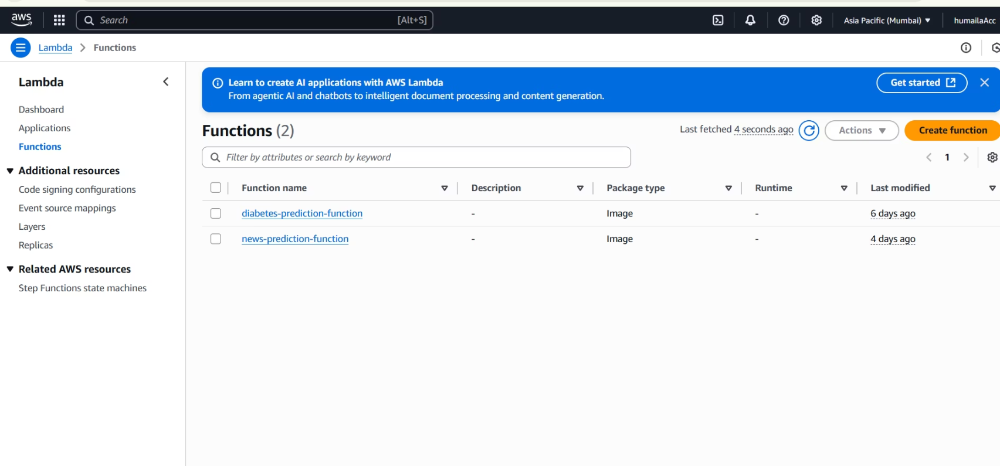 aws
Search [Alt+S]
Asia Pacific (Mumbai)
humailaAcc
Lambda
Functions
Lambda
Dashboard
Applications
Functions
Additional resources
Code signing configurations
Event source mappings
Layers
Replicas
Related AWS resources
Step Functions state machines
Learn to create AI applications with AWS Lambda
From agentic AI and chatbots to intelligent document processing and content generation.
Get started
Functions (2)
Last fetched 4 seconds ago
Actions
Create function
Filter by attributes or search by keyword
1
Function name Description Package type Runtime Last modified
diabetes-prediction-function - Image - 6 days ago
news-prediction-function - Image - 4 days ago